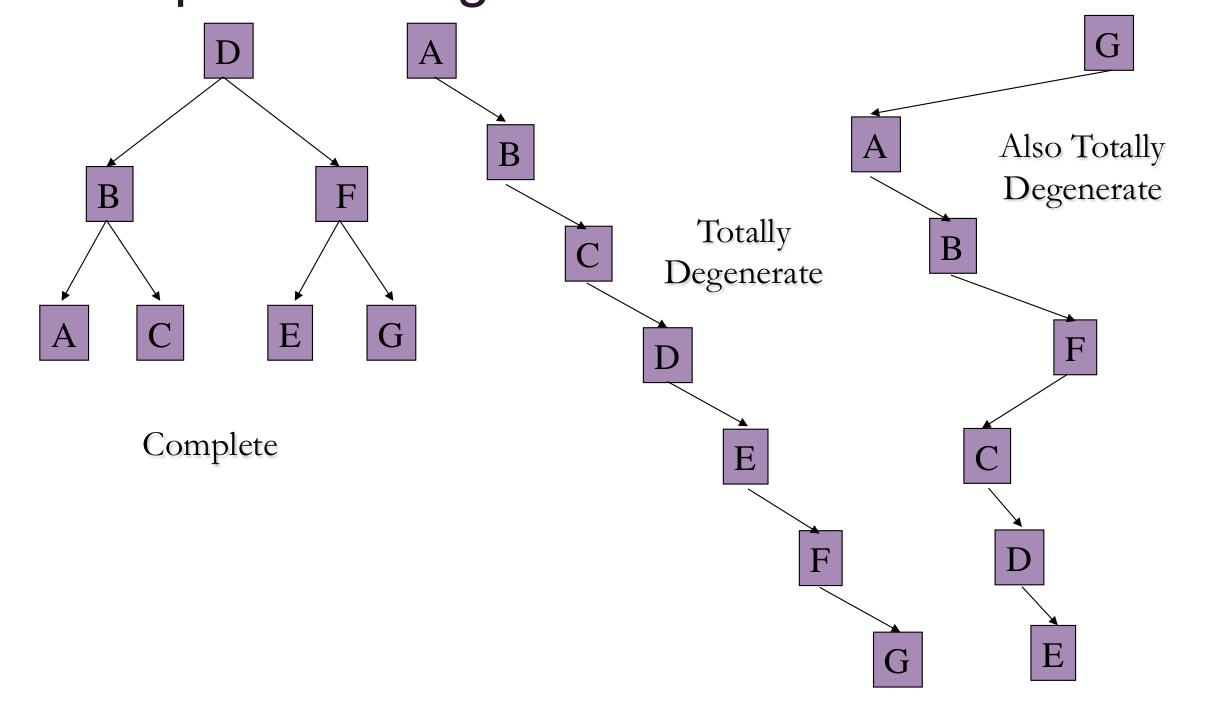 D
B
F
A
C
E
G
Complete
A
B
C
D
E
F
G
Totally
Degenerate
G
A
B
F
C
D
E
Also Totally
Degenerate